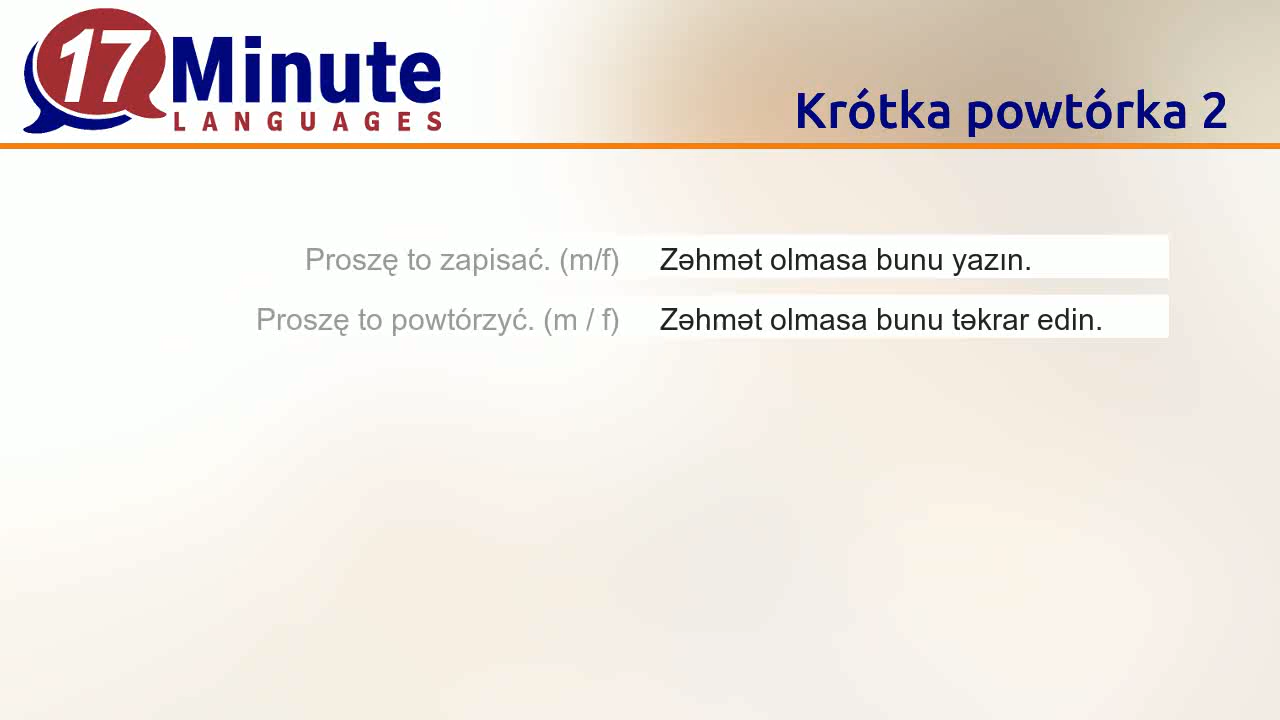 17 Minute
LANGUAGES
Krótka powtórka 2
Proszę to zapisać. (m/f) Zəhmət olmasa bunu yazın.
Proszę to powtórzyć. (m / f) Zəhmət olmasa bunu təkrar edin.